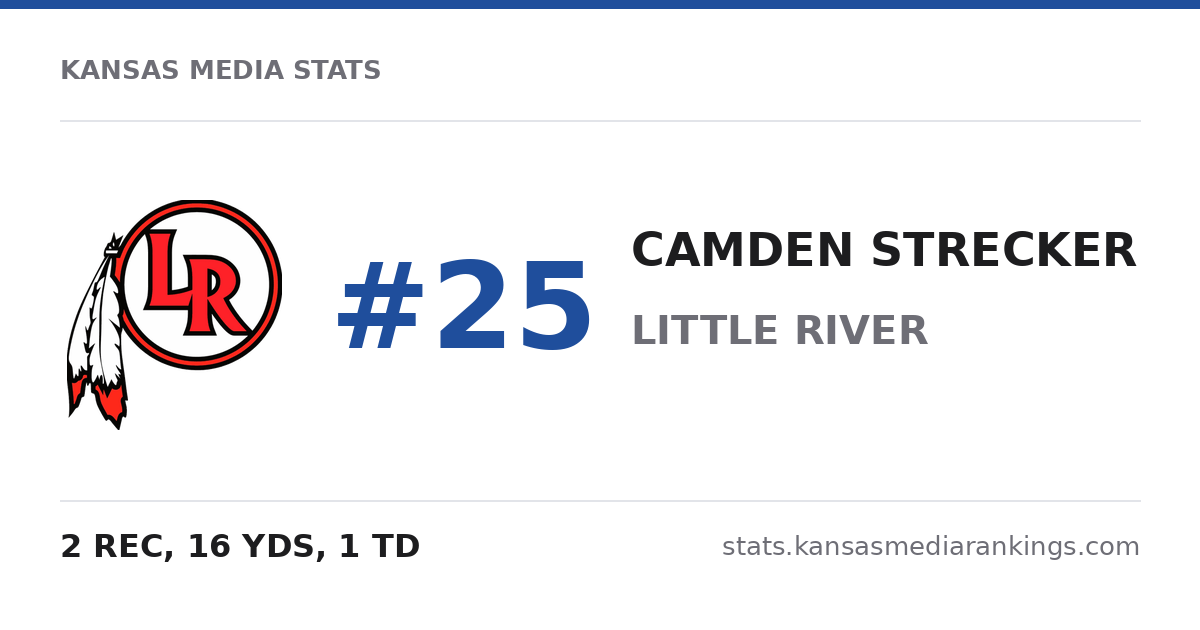 KANSAS MEDIA STATS
LR
#25
CAMDEN STRECKER
LITTLE RIVER
2 REC, 16 YDS, 1 TD
stats.kansasmediarankings.com